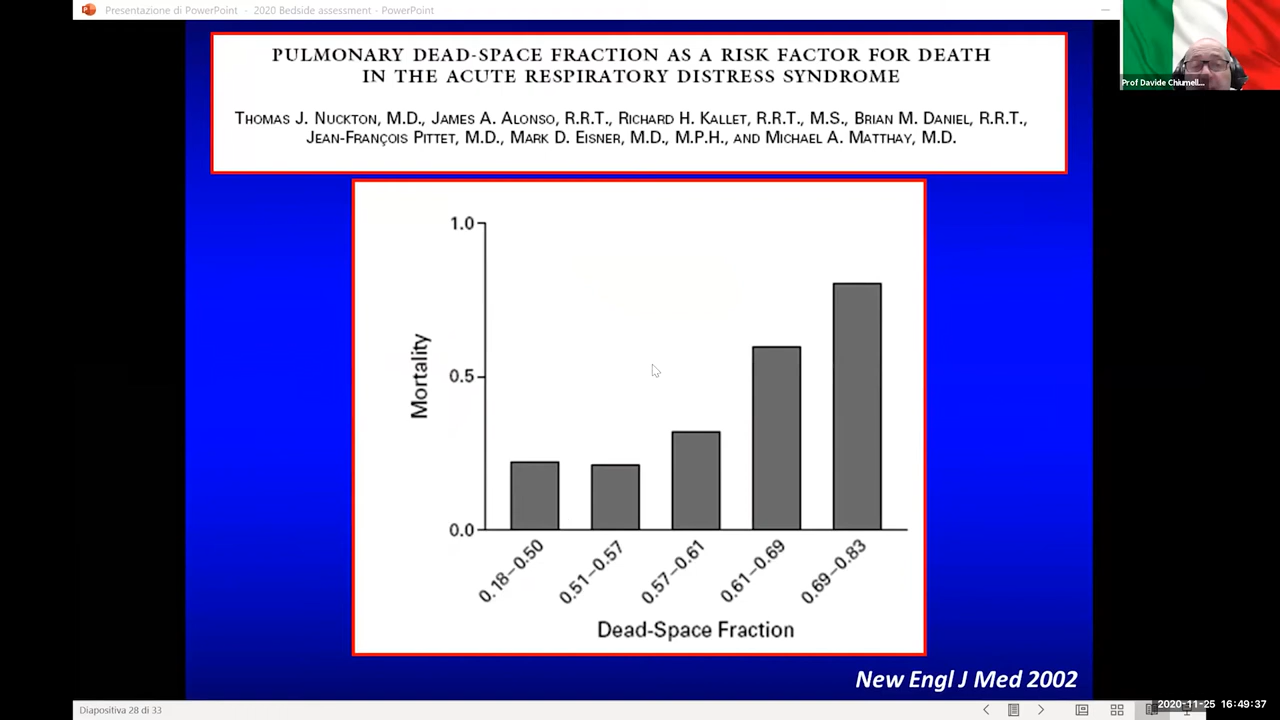 Presentazione di PowerPoint - 2020 Bedside assessment - PowerPoint
Prof Davide Chiumell...
PULMONARY DEAD-SPACE FRACTION AS A RISK FACTOR FOR DEATH
IN THE ACUTE RESPIRATORY DISTRESS SYNDROME
THOMAS J. NUCKTON, M.D., JAMES A. ALONSO, R.R.T., RICHARD H. KALLET, R.R.T., M.S., BRIAN M. DANIEL, R.R.T.,
JEAN-FRANÇOIS PITTET, M.D., MARK D. EISNER, M.D., M.P.H., AND MICHAEL A. MATTHAY, M.D.
1.0
0.5
0.0
Mortality
0.18–0.50
0.51–0.57
0.57–0.61
0.61–0.69
0.69–0.83
Dead-Space Fraction
New Engl J Med 2002
Diapositiva 28 di 33
2020-11-25 16:49:37